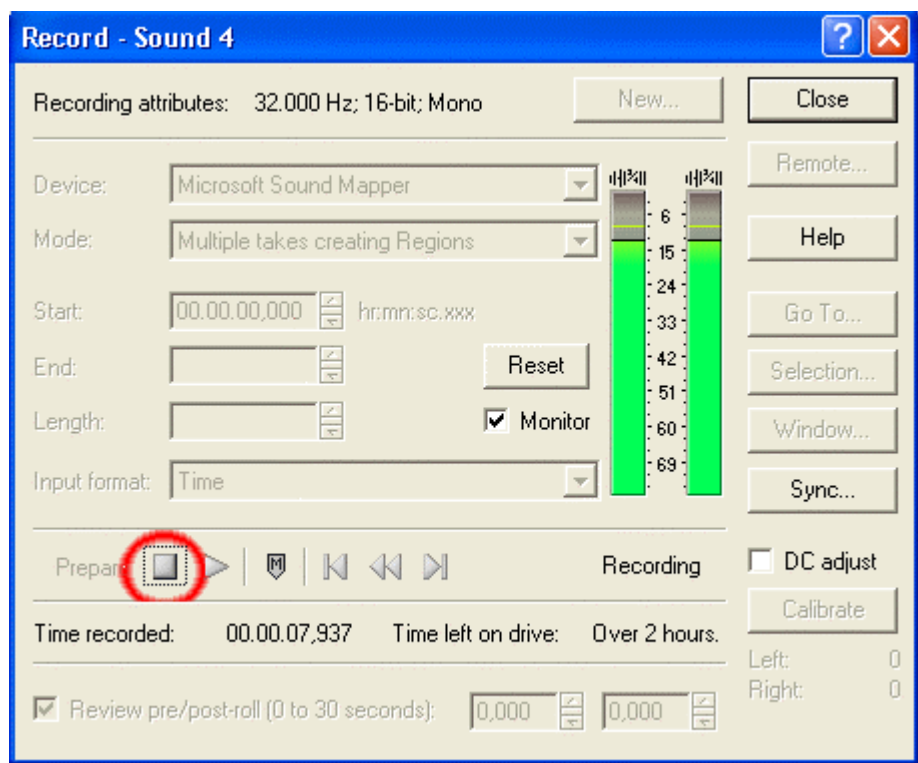 Record - Sound 4
Recording attributes: 32.000 Hz; 16-bit; Mono New... Close
Remote...
Device: Microsoft Sound Mapper
Mode: Multiple takes creating Regions Help
Start: 00.00.00,000 hr:mn:sc.xxx Go To...
End: Reset Selection...
Length: Monitor Window...
Input format: Time Sync...
6
15
24
33
42
51
60
69
Prepar M Recording DC adjust
Calibrate
Time recorded: 00.00.07,937 Time left on drive: Over 2 hours.
Left: 0
Right: 0
Review pre/post-roll (0 to 30 seconds): 0,000 0,000